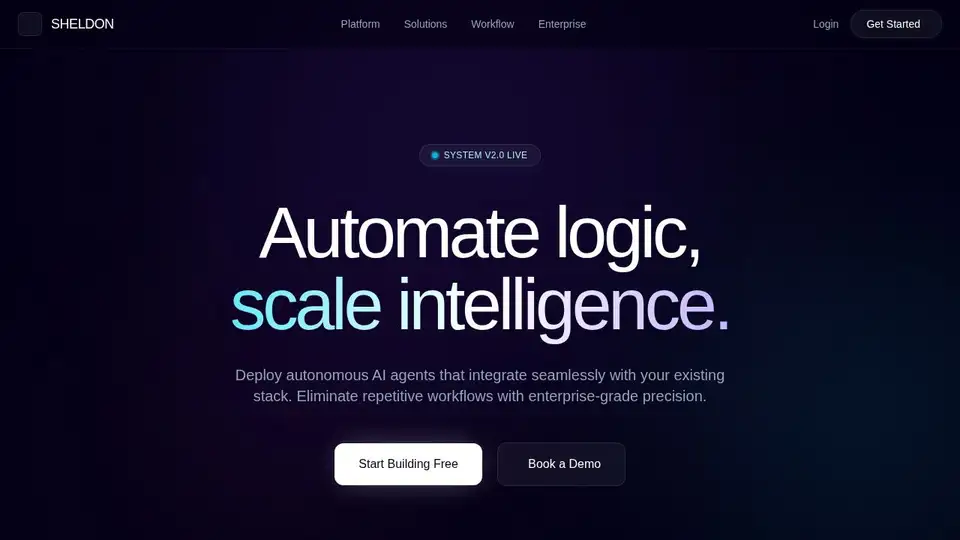 SHELDON
Platform
Solutions
Workflow
Enterprise
Login
Get Started
SYSTEM V2.0 LIVE
Automate logic,
scale intelligence.
Deploy autonomous AI agents that integrate seamlessly with your existing
stack. Eliminate repetitive workflows with enterprise-grade precision.
Start Building Free
Book a Demo